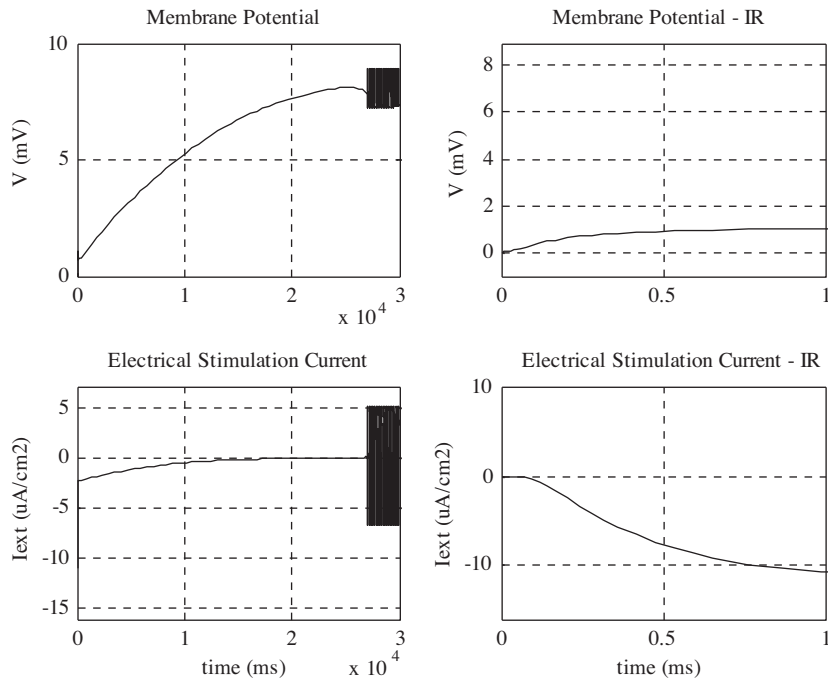 Membrane Potential
10
5
0
V (mV)
0
1
2
3
x 10^4
Membrane Potential - IR
8
6
4
2
0
V (mV)
0
0.5
1
Electrical Stimulation Current
5
0
-5
-10
-15
Iext (uA/cm2)
0
1
2
3
time (ms)
x 10^4
Electrical Stimulation Current - IR
10
0
-10
Iext (uA/cm2)
0
0.5
1
time (ms)